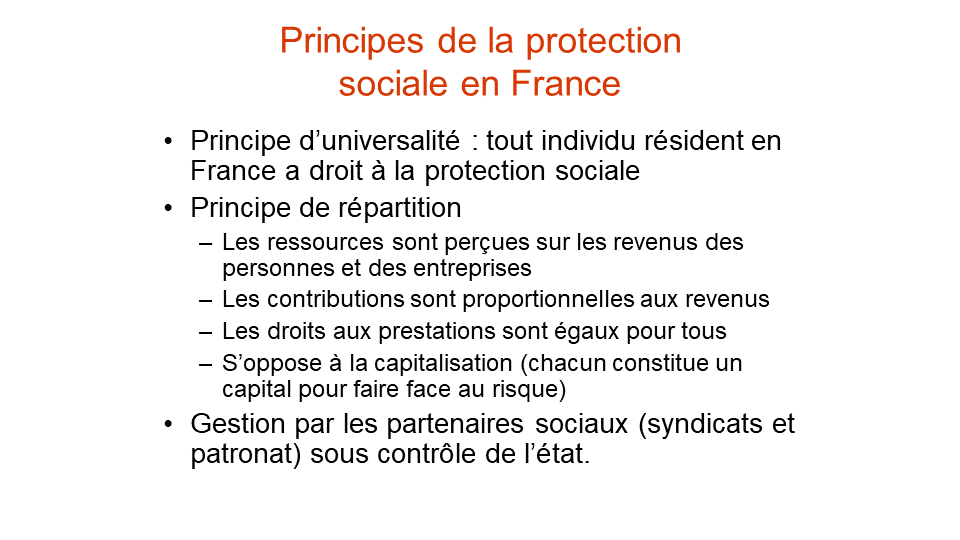 Principes de la protection
sociale en France
• Principe d’universalité : tout individu résident en
France a droit à la protection sociale
• Principe de répartition
– Les ressources sont perçues sur les revenus des
personnes et des entreprises
– Les contributions sont proportionnelles aux revenus
– Les droits aux prestations sont égaux pour tous
– S’oppose à la capitalisation (chacun constitue un
capital pour faire face au risque)
• Gestion par les partenaires sociaux (syndicats et
patronat) sous contrôle de l’état.